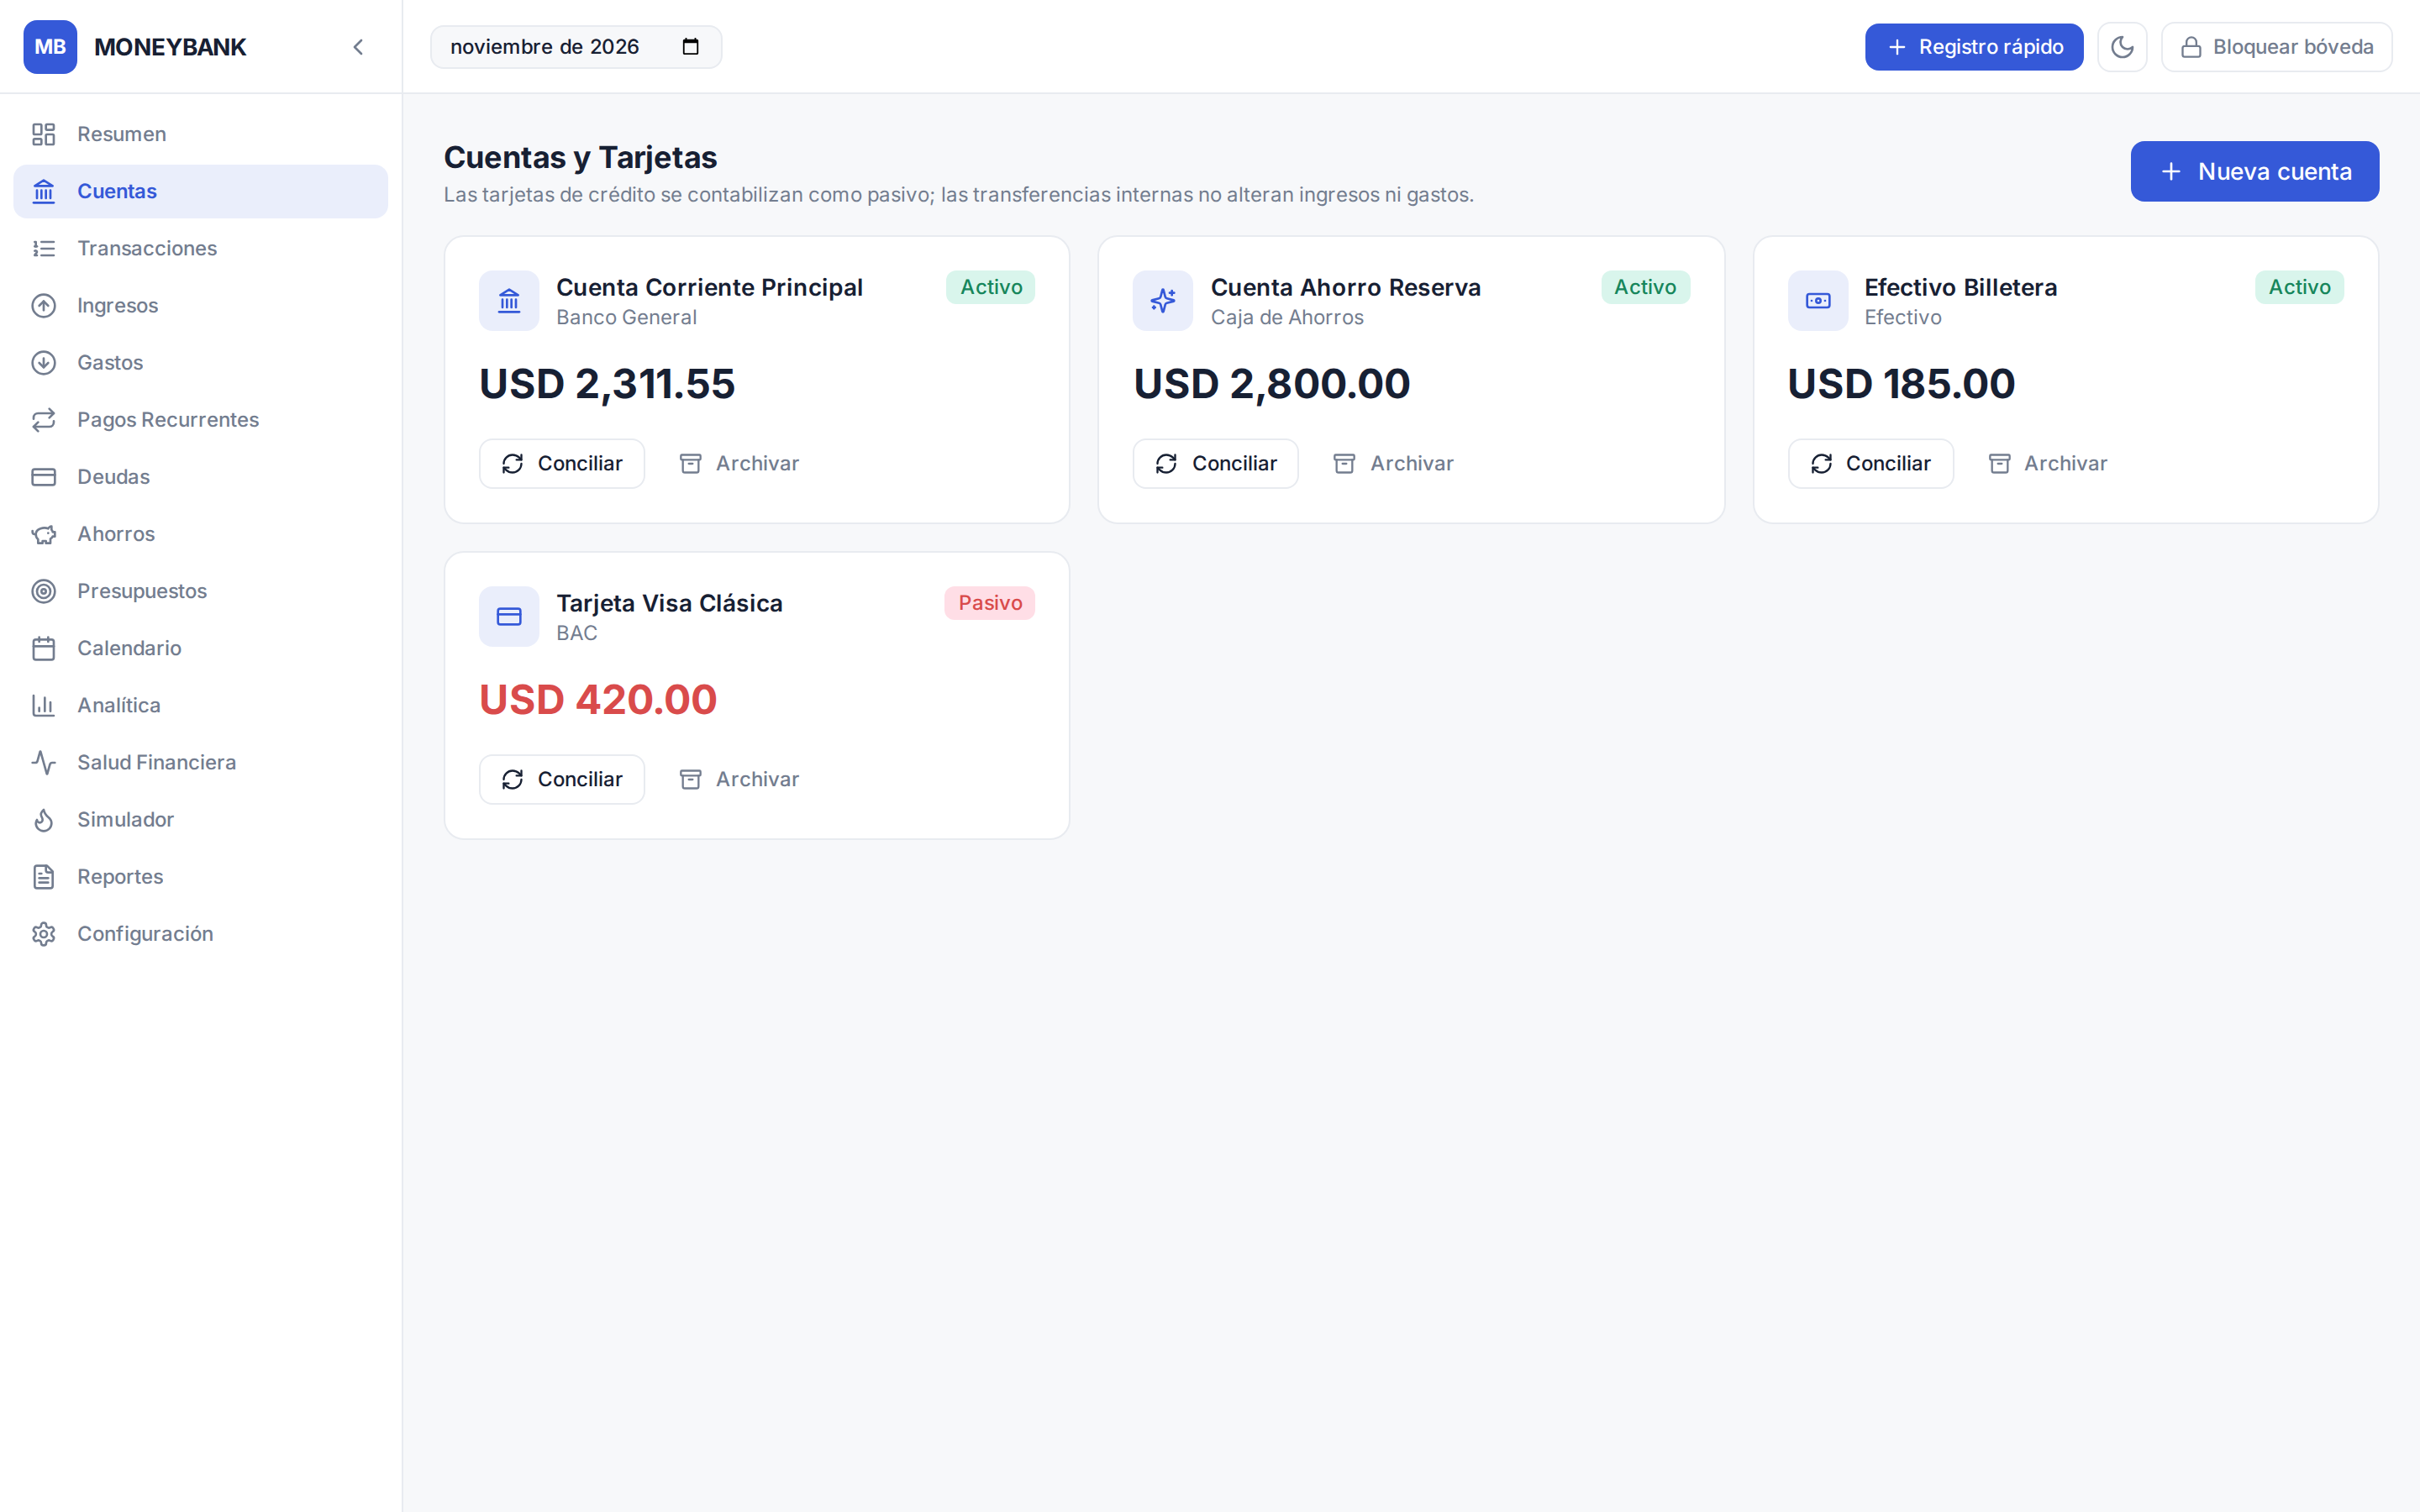 MB MONEYBANK
noviembre de 2026
Registro rápido
Bloquear bóveda
Resumen
Cuentas
Transacciones
Ingresos
Gastos
Pagos Recurrentes
Deudas
Ahorros
Presupuestos
Calendario
Analítica
Salud Financiera
Simulador
Reportes
Configuración
Cuentas y Tarjetas
Las tarjetas de crédito se contabilizan como pasivo; las transferencias internas no alteran ingresos ni gastos.
Nueva cuenta
Cuenta Corriente Principal
Activo
Banco General
USD 2,311.55
Conciliar
Archivar
Cuenta Ahorro Reserva
Activo
Caja de Ahorros
USD 2,800.00
Conciliar
Archivar
Efectivo Billetera
Activo
Efectivo
USD 185.00
Conciliar
Archivar
Tarjeta Visa Clásica
Pasivo
BAC
USD 420.00
Conciliar
Archivar